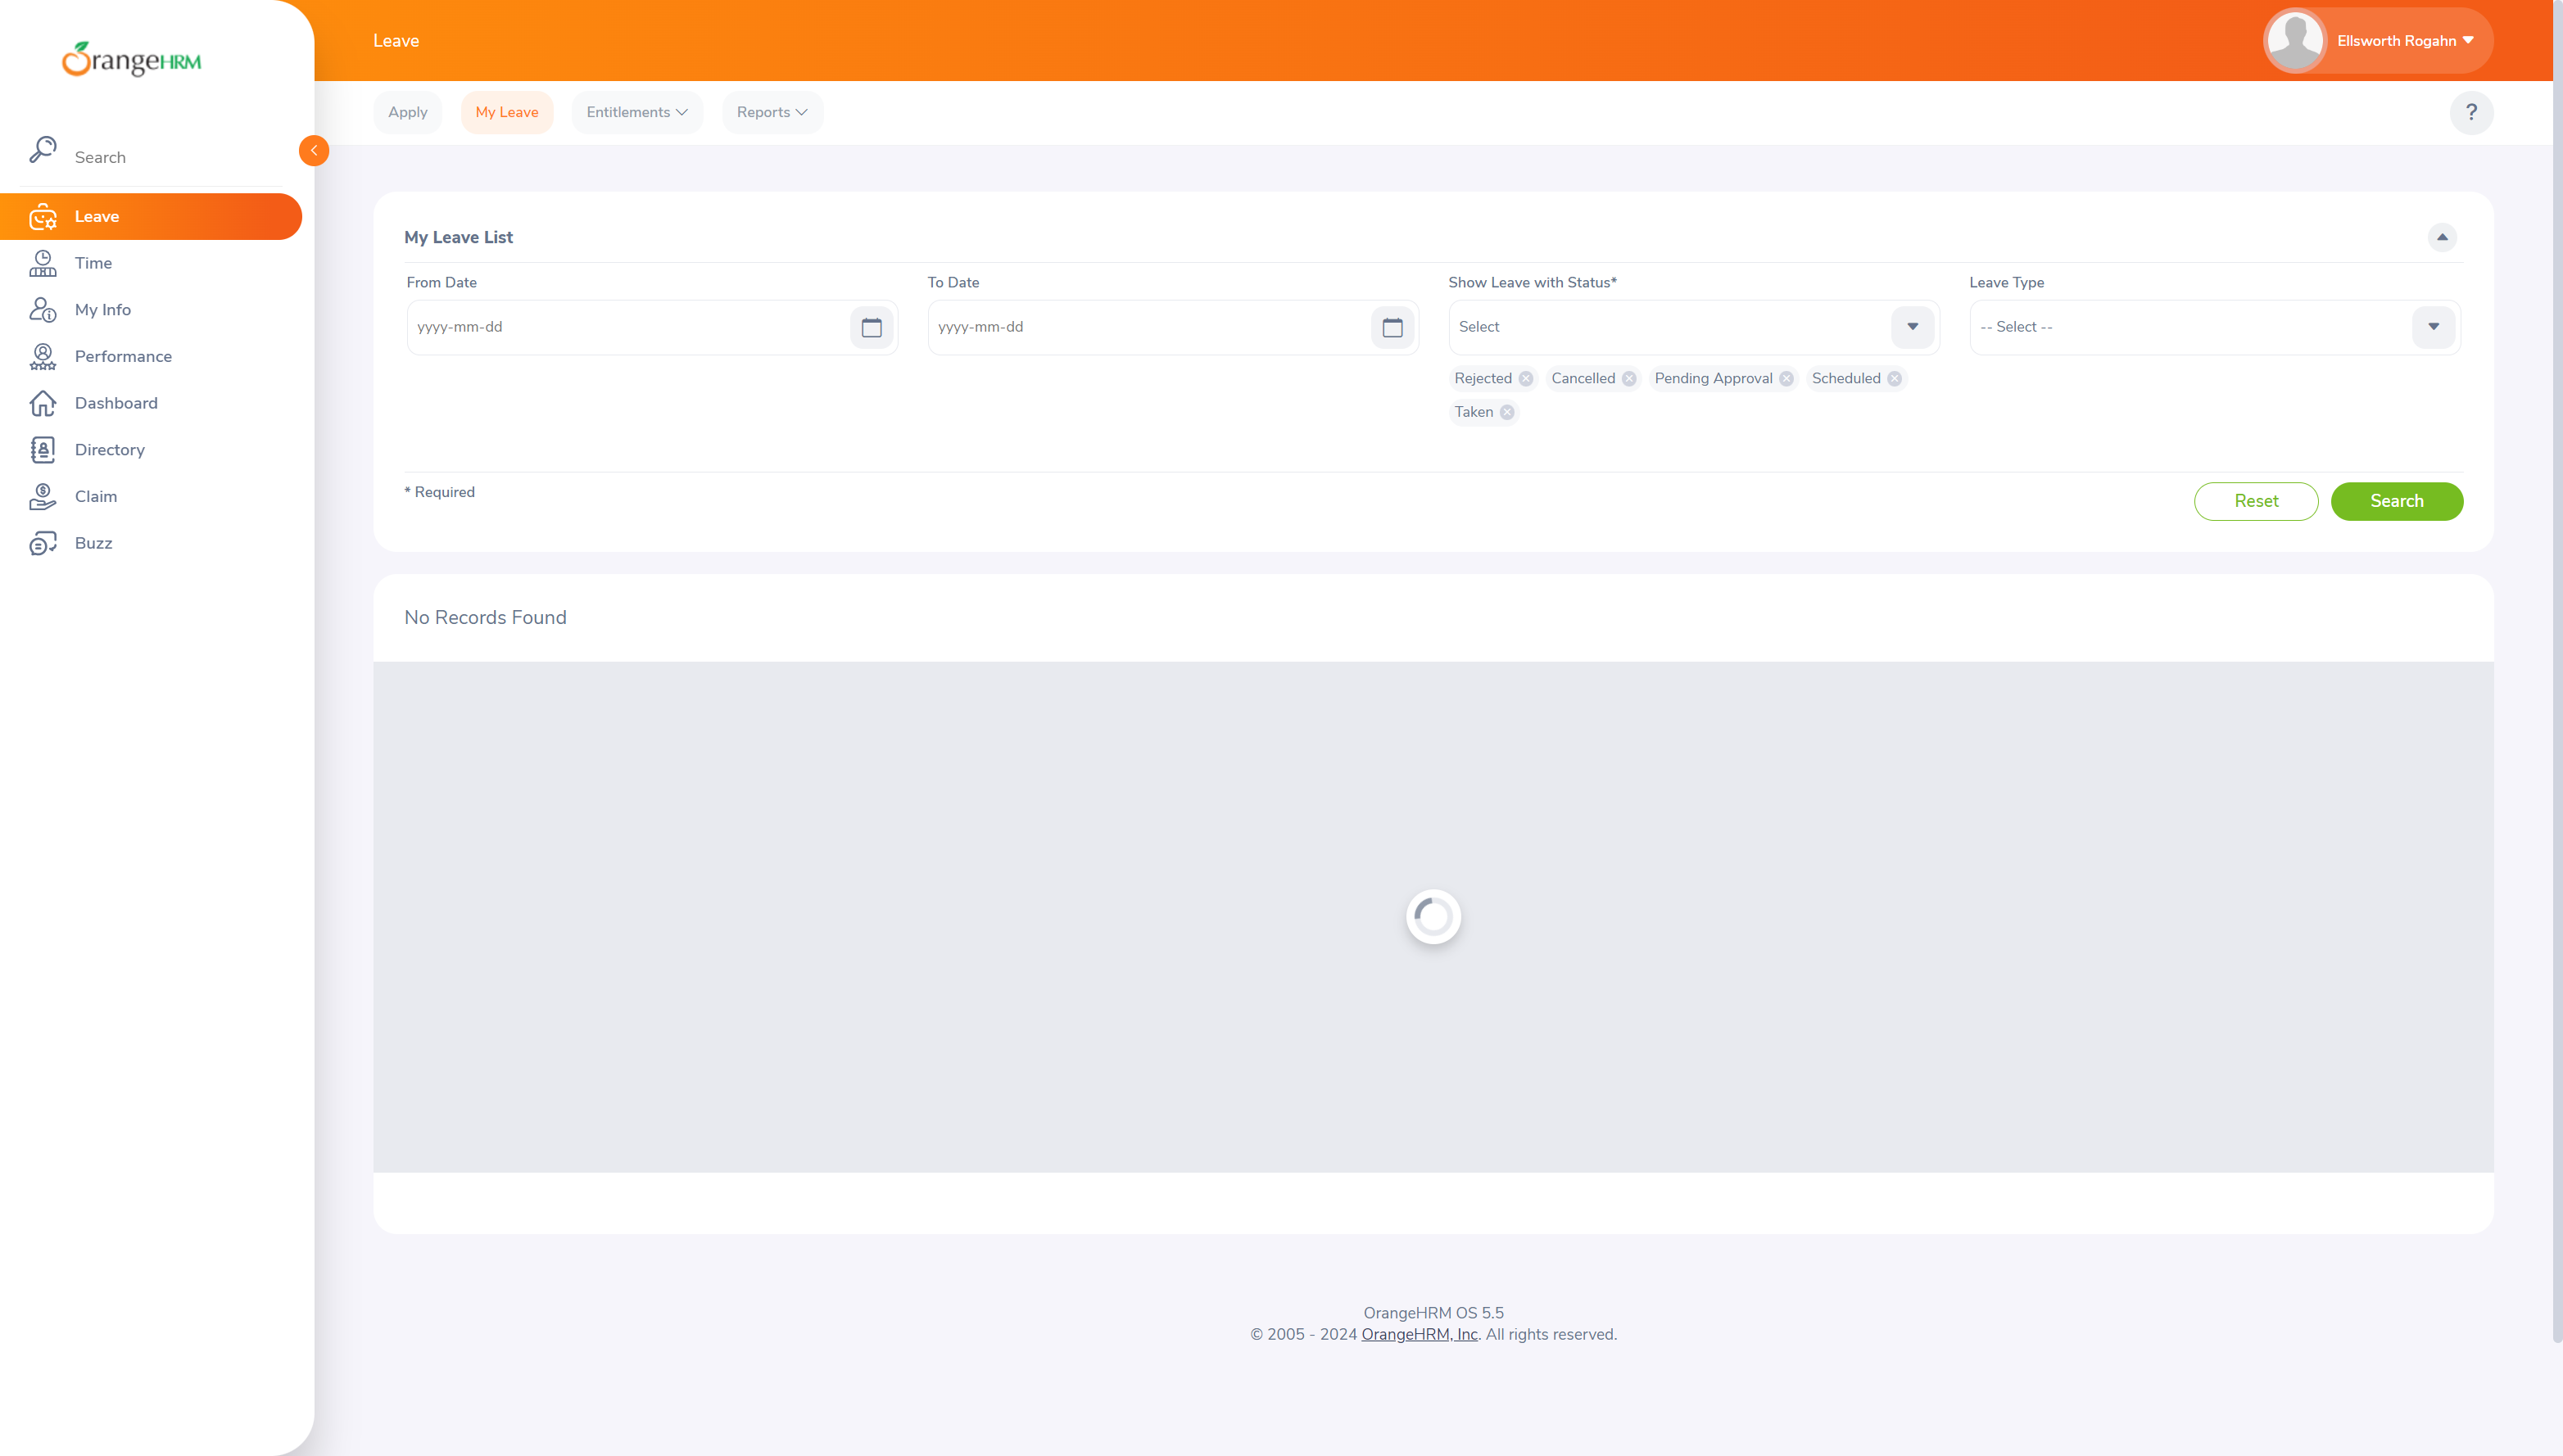 OrangeHRM
Search
Leave
Time
My Info
Performance
Dashboard
Directory
Claim
Buzz
Leave
Ellsworth Rogahn
Apply
My Leave
Entitlements
Reports
?
My Leave List
From Date
yyyy-mm-dd
To Date
yyyy-mm-dd
Show Leave with Status*
Select
Rejected
Cancelled
Pending Approval
Scheduled
Taken
Leave Type
-- Select --
* Required
Reset
Search
No Records Found
OrangeHRM OS 5.5
© 2005 - 2024 OrangeHRM, Inc. All rights reserved.